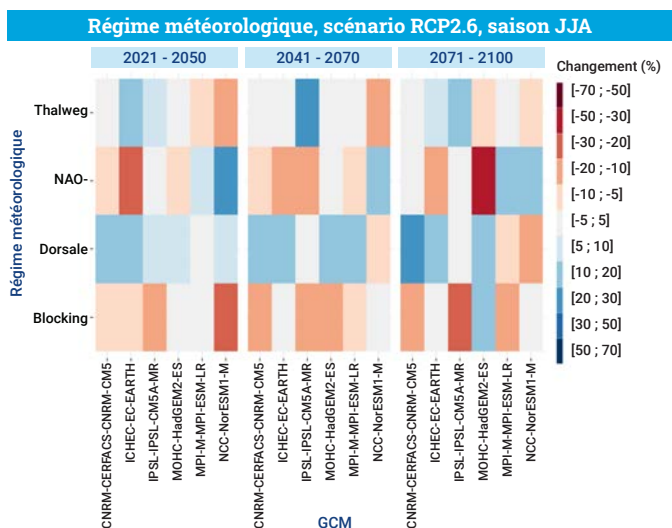 Régime météorologique, scénario RCP2.6, saison JJA
2021 - 2050
2041 - 2070
2071 - 2100
Changement (%)
[-70 ; -50]
[-50 ; -30]
[-30 ; -20]
[-20 ; -10]
[-10 ; -5]
[-5 ; 5]
[5 ; 10]
[10 ; 20]
[20 ; 30]
[30 ; 50]
[50 ; 70]
Régime météorologique
Thalweg
NAO-
Dorsale
Blocking
CNRM-CERFACS-CNRM-CM5
ICHEC-EC-EARTH
IPSL-IPSL-CM5A-MR
MOHC-HadGEM2-ES
MPI-M-MPI-ESM-LR
NCC-NorESM1-M
CNRM-CERFACS-CNRM-CM5
ICHEC-EC-EARTH
IPSL-IPSL-CM5A-MR
MOHC-HadGEM2-ES
MPI-M-MPI-ESM-LR
NCC-NorESM1-M
CNRM-CERFACS-CNRM-CM5
ICHEC-EC-EARTH
IPSL-IPSL-CM5A-MR
MOHC-HadGEM2-ES
MPI-M-MPI-ESM-LR
NCC-NorESM1-M
GCM